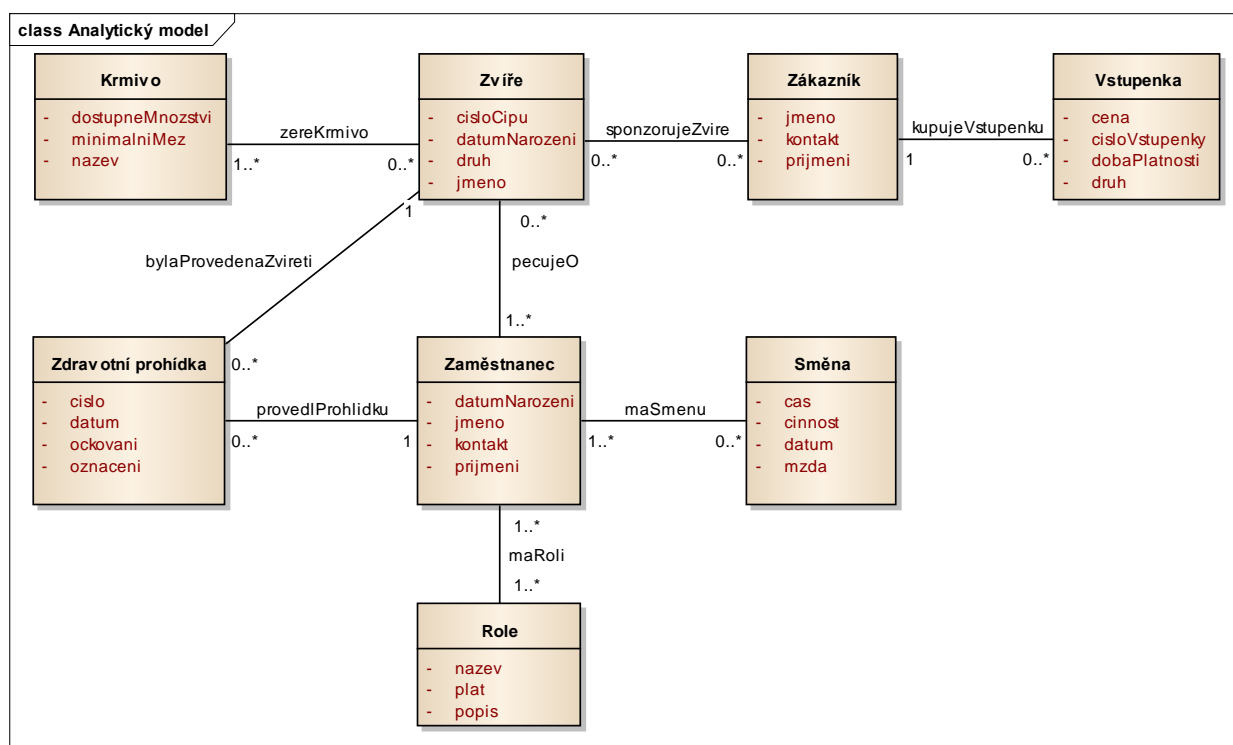 class Analytický model
Krmivo
- dostupneMnozstvi
- minimalniMez
- nazev
zereKrmivo
1..*
0..*
Zvíře
- cisloCipu
- datumNarozeni
- druh
- jmeno
sponzorujeZvire
0..*
0..*
Zákazník
- jmeno
- kontakt
- prijmeni
kupujeVstupenku
1
0..*
Vstupenka
- cena
- cisloVstupenky
- dobaPlatnosti
- druh
1
bylaProvedenaZvireti
0..*
0..*
pecujeO
1..*
Zdravotní prohídka
- cislo
- datum
- ockovani
- oznaceni
provedlProhlidku
0..*
1
Zaměstnanec
- datumNarozeni
- jmeno
- kontakt
- prijmeni
maSmenu
1..*
0..*
Směna
- cas
- cinnost
- datum
- mzda
1..*
maRoli
1..*
Role
- nazev
- plat
- popis